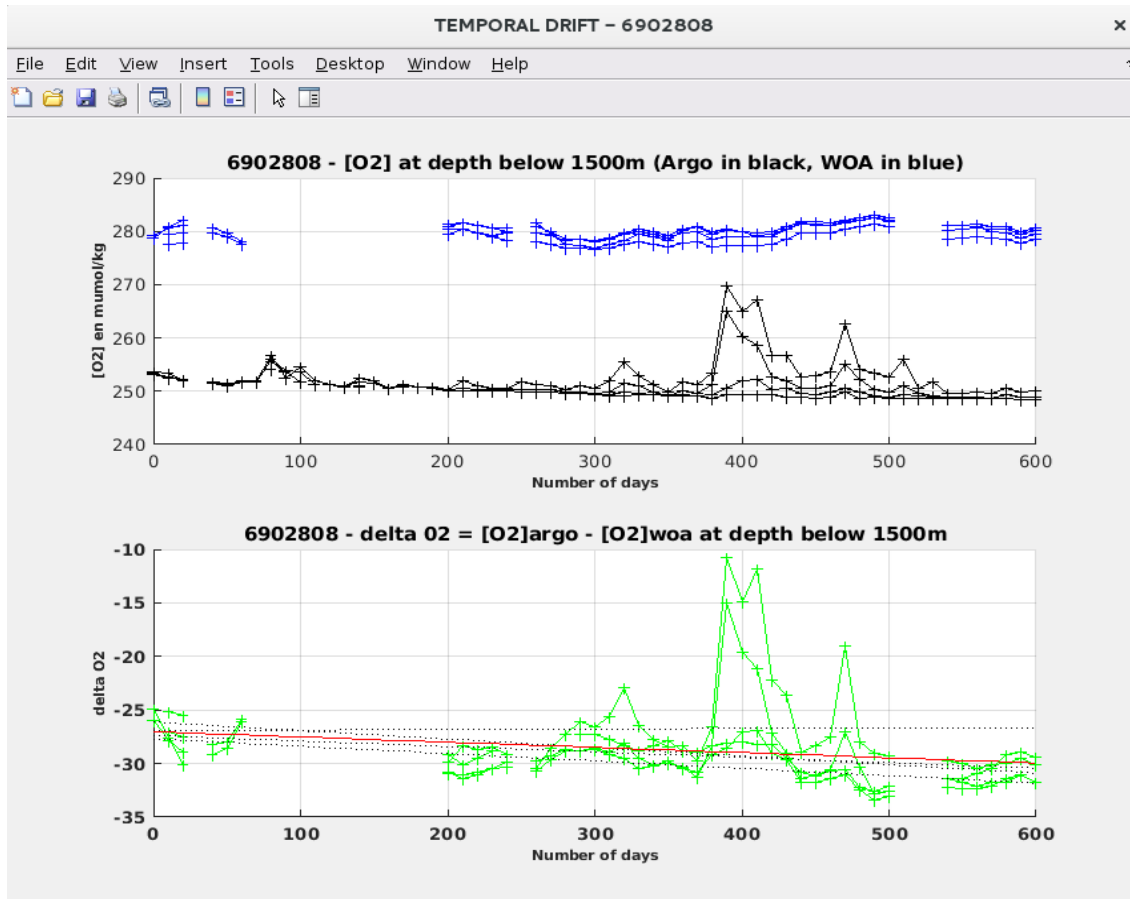 TEMPORAL DRIFT – 6902808 ×
File Edit View Insert Tools Desktop Window Help
6902808 - [O2] at depth below 1500m (Argo in black, WOA in blue)
290
280
270
260
250
240
[O2] en mumol/kg
0 100 200 300 400 500 600
Number of days
6902808 - delta 02 = [O2]argo - [O2]woa at depth below 1500m
-10
-15
-20
-25
-30
-35
delta O2
0 100 200 300 400 500 600
Number of days